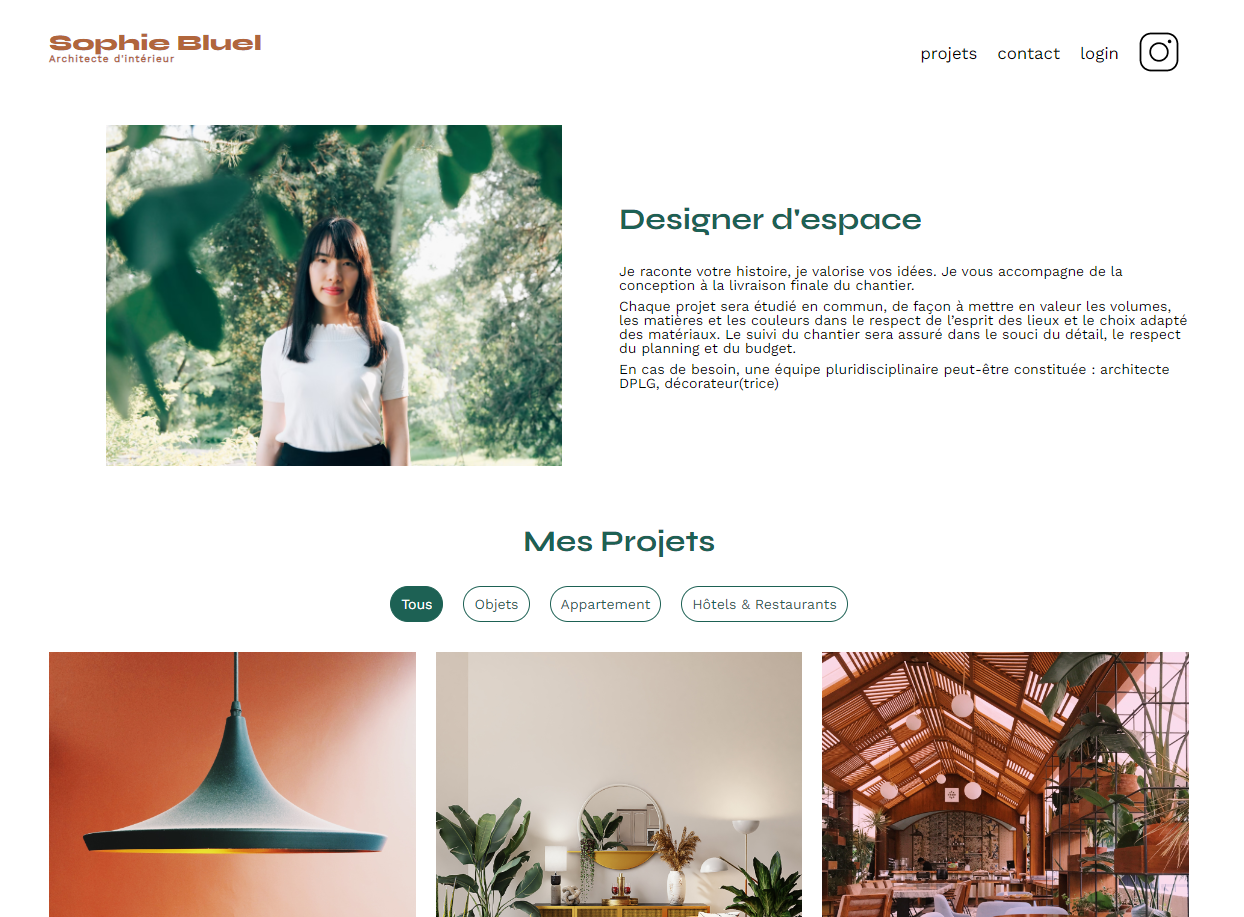 Sophie Bluel
Architecte d'intérieur
projets
contact
login
Designer d'espace
Je raconte votre histoire, je valorise vos idées. Je vous accompagne de la
conception à la livraison finale du chantier.
Chaque projet sera étudié en commun, de façon à mettre en valeur les volumes,
les matières et les couleurs dans le respect de l’esprit des lieux et le choix adapté
des matériaux. Le suivi du chantier sera assuré dans le souci du détail, le respect
du planning et du budget.
En cas de besoin, une équipe pluridisciplinaire peut-être constituée : architecte
DPLG, décorateur(trice)
Mes Projets
Tous
Objets
Appartement
Hôtels & Restaurants